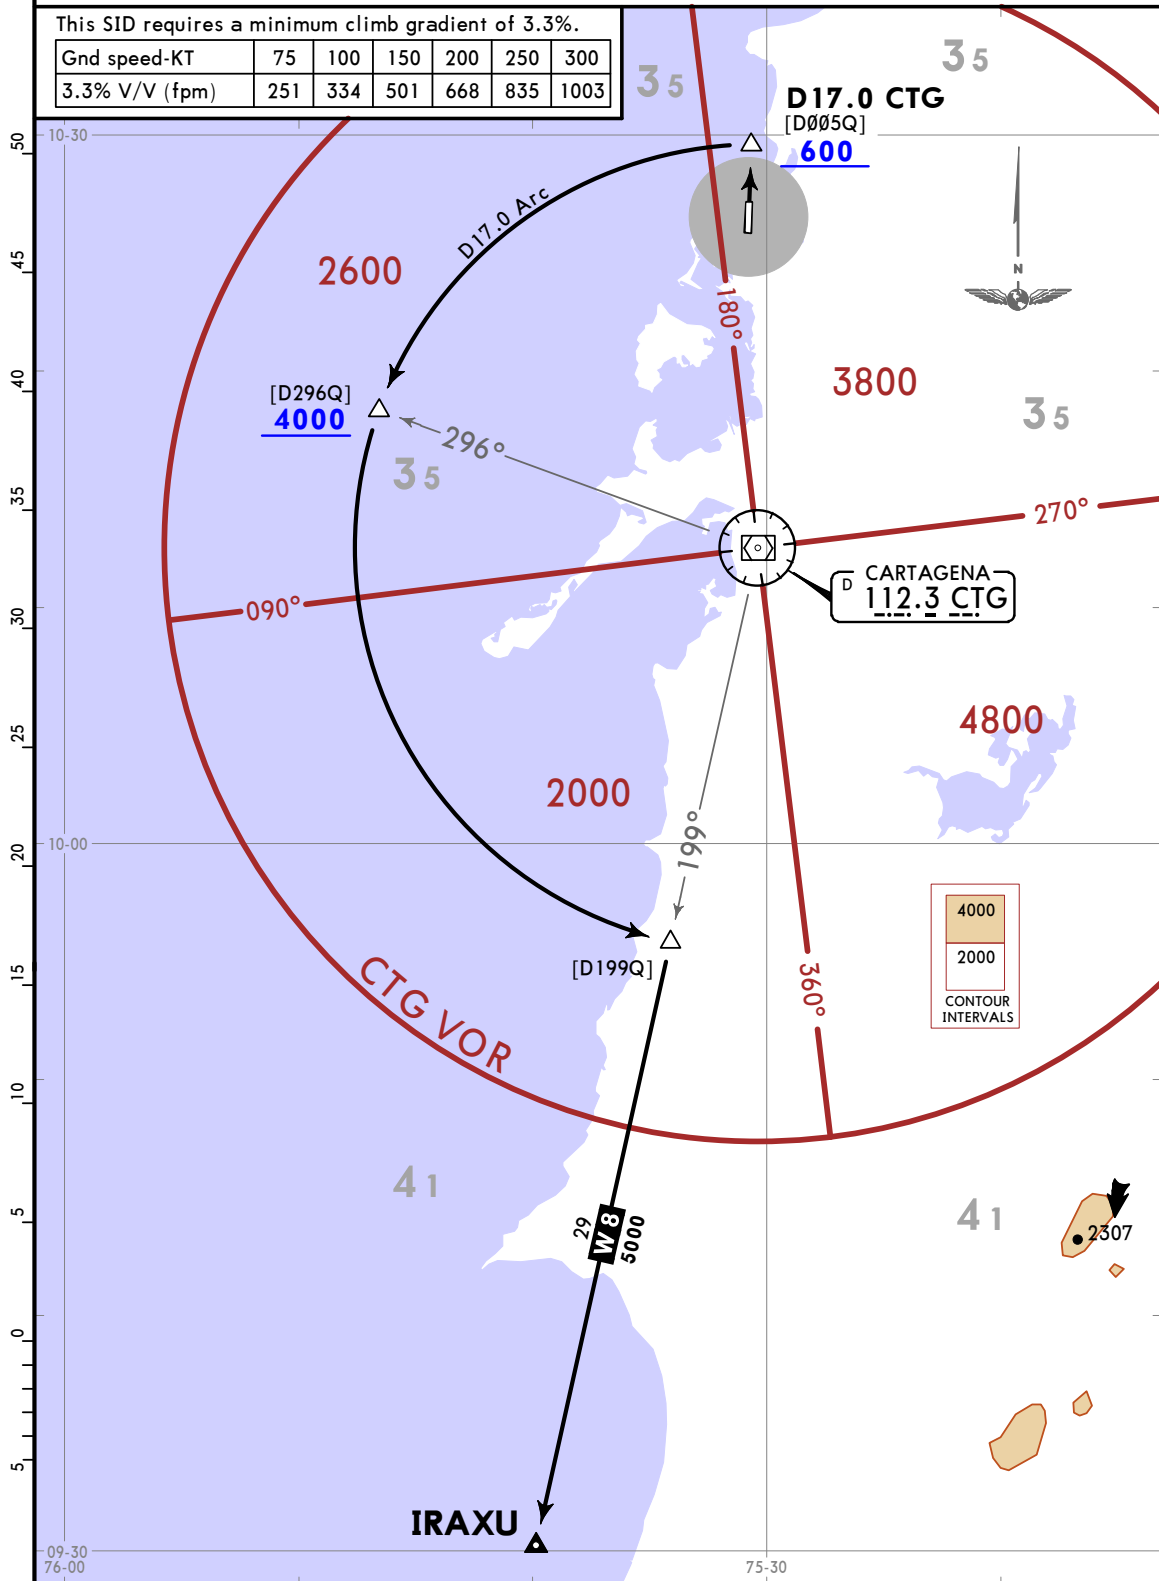 This SID requires a minimum climb gradient of 3.3%.
Gnd speed-KT 75 100 150 200 250 300
3.3% V/V (fpm) 251 334 501 668 835 1003
3 5
3 5
D17.0 CTG
[DØØ5Q]
600
10-30
50
D17.0 Arc
45
2600
N
180°
40
3800
[D296Q]
4000
296°
3 5
3 5
35
270°
CARTAGENA
D 112.3 CTG
090°
30
25
4800
2000
199°
10-00
20
4000
2000
CONTOUR
INTERVALS
[D199Q]
15
360°
CTG VOR
10
4 1
4 1
5
29
W 8
5000
2307
0
5
IRAXU
09-30
76-00
75-30